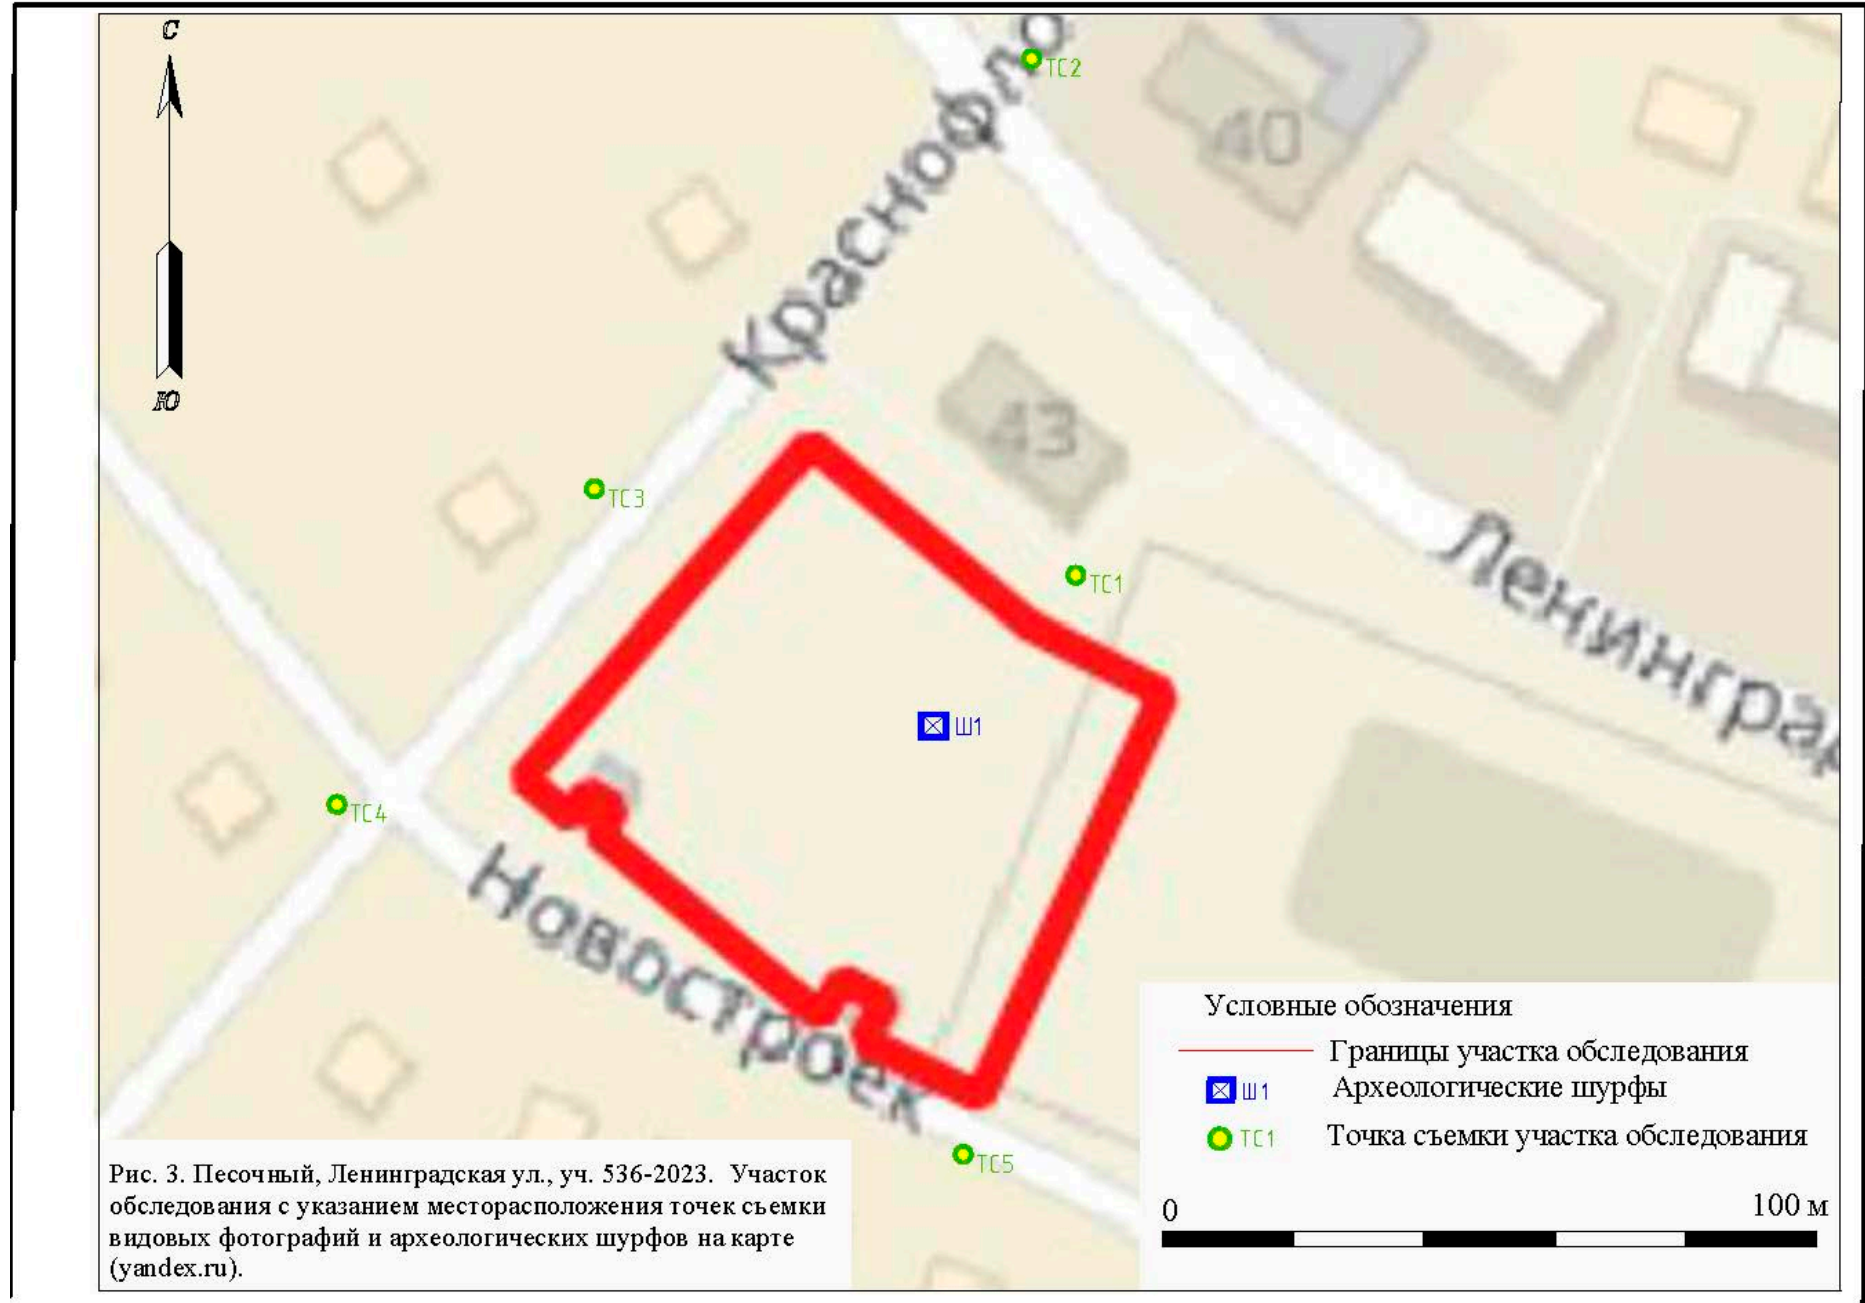 С
Ю
Краснофло
ТС2
40
43
ТС3
ТС1
Ленинград
Ш1
ТС4
Новостроек
ТС5
Условные обозначения
Границы участка обследования
Ш1 Археологические шурфы
ТС1 Точка съемки участка обследования
0 100 м
Рис. 3. Песочный, Ленинградская ул., уч. 536-2023. Участок
обследования с указанием месторасположения точек съемки
видовых фотографий и археологических шурфов на карте
(yandex.ru).